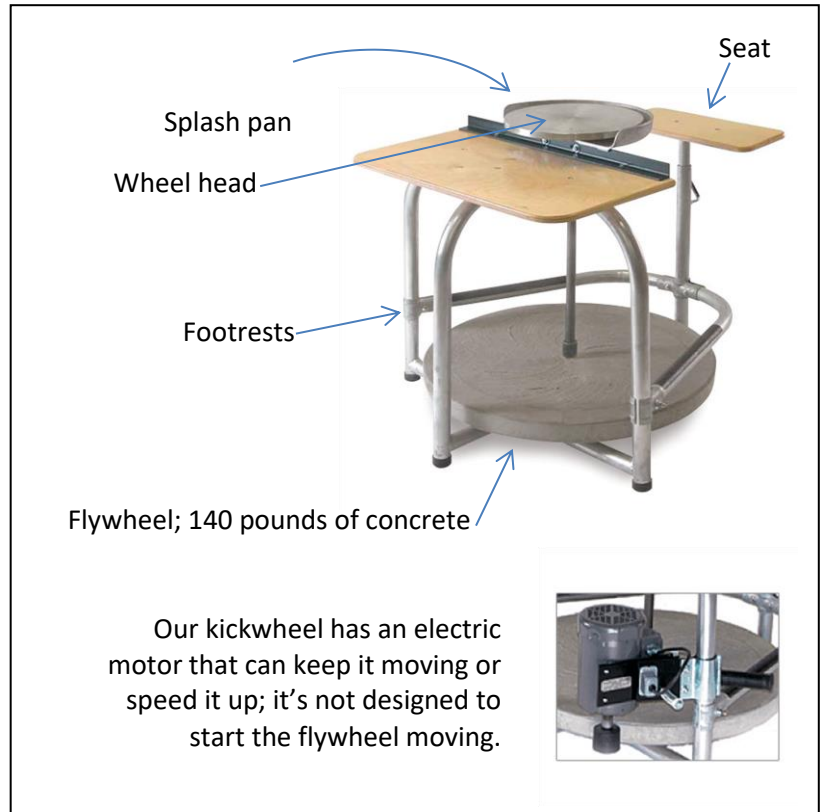 Seat
Splash pan
Wheel head
Footrests
Flywheel; 140 pounds of concrete
Our kickwheel has an electric
motor that can keep it moving or
speed it up; it’s not designed to
start the flywheel moving.